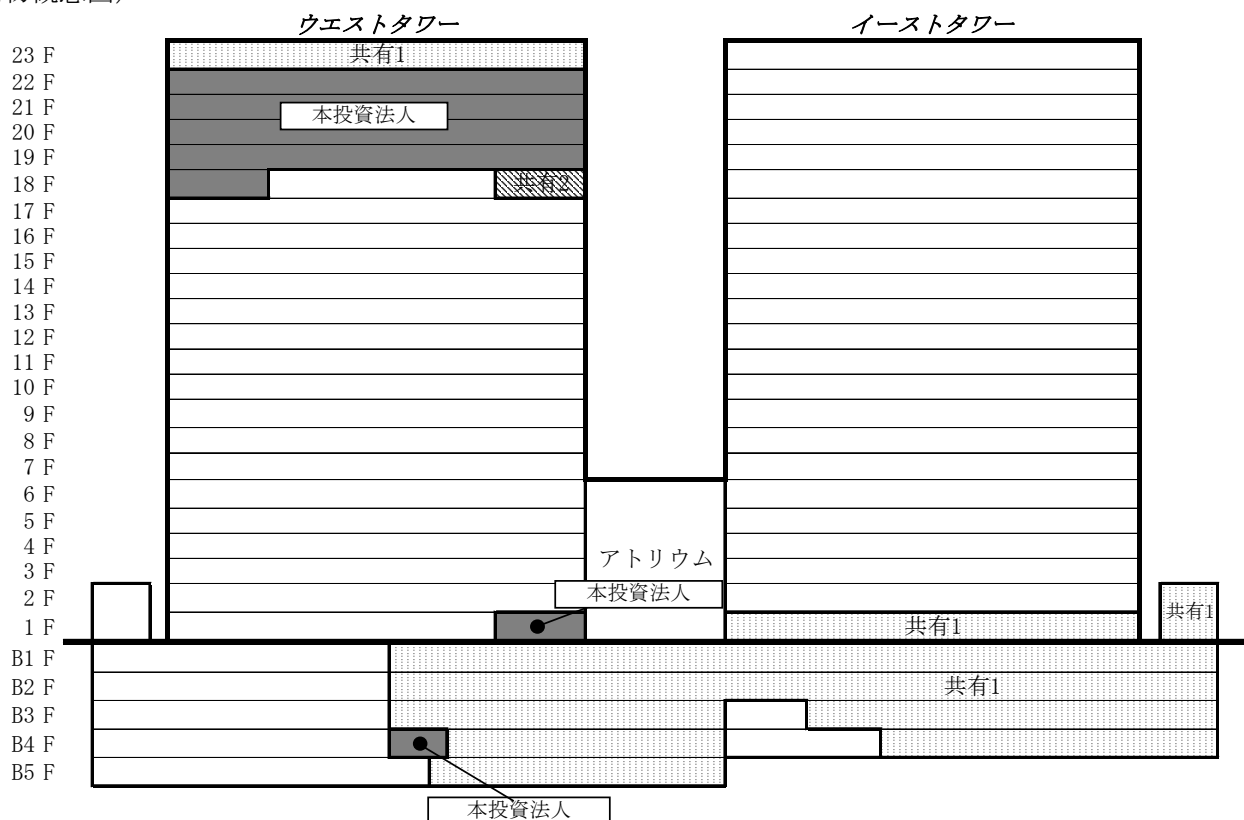 ウエストタワー イーストタワー
23 F 共有1
22 F
21 F 本投資法人
20 F
19 F
18 F 共有2
17 F
16 F
15 F
14 F
13 F
12 F
11 F
10 F
9 F
8 F
7 F
6 F
5 F
4 F アトリウム
3 F
2 F 本投資法人
1 F 共有1 共有1
B1 F
B2 F 共有1
B3 F
B4 F
B5 F
本投資法人